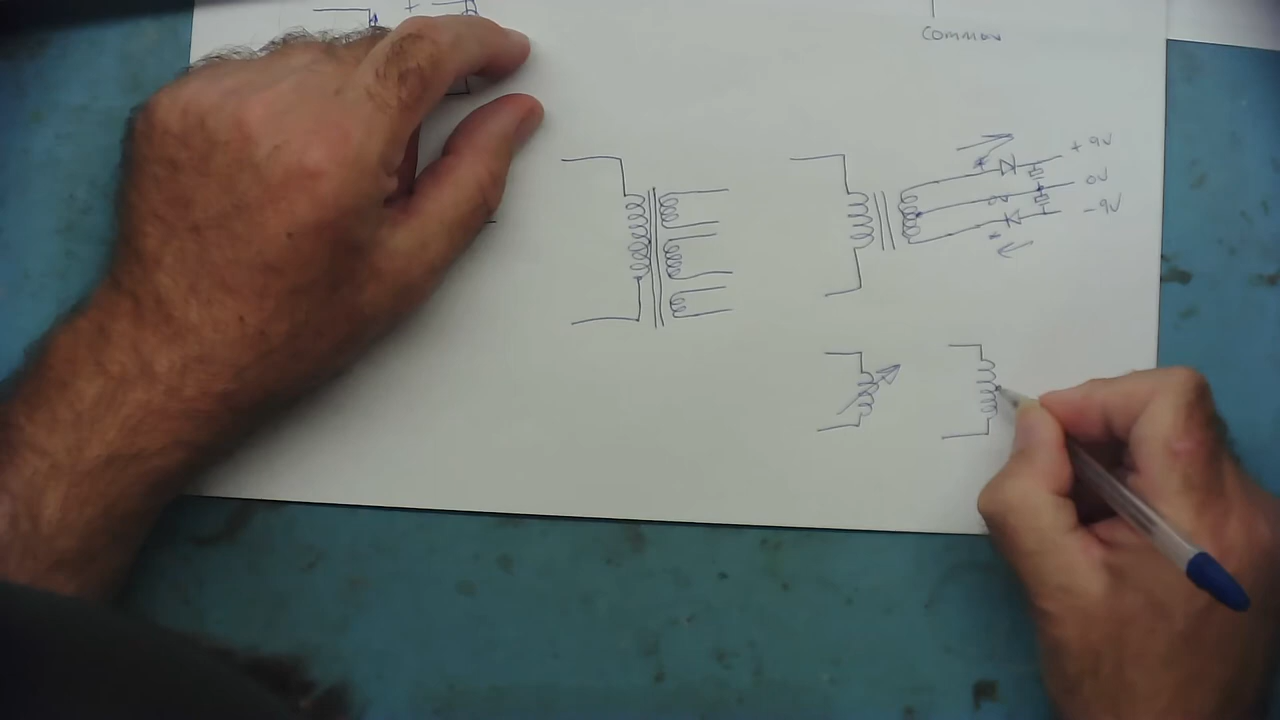 +
Common
+ 9V
0V
- 9V
+
+